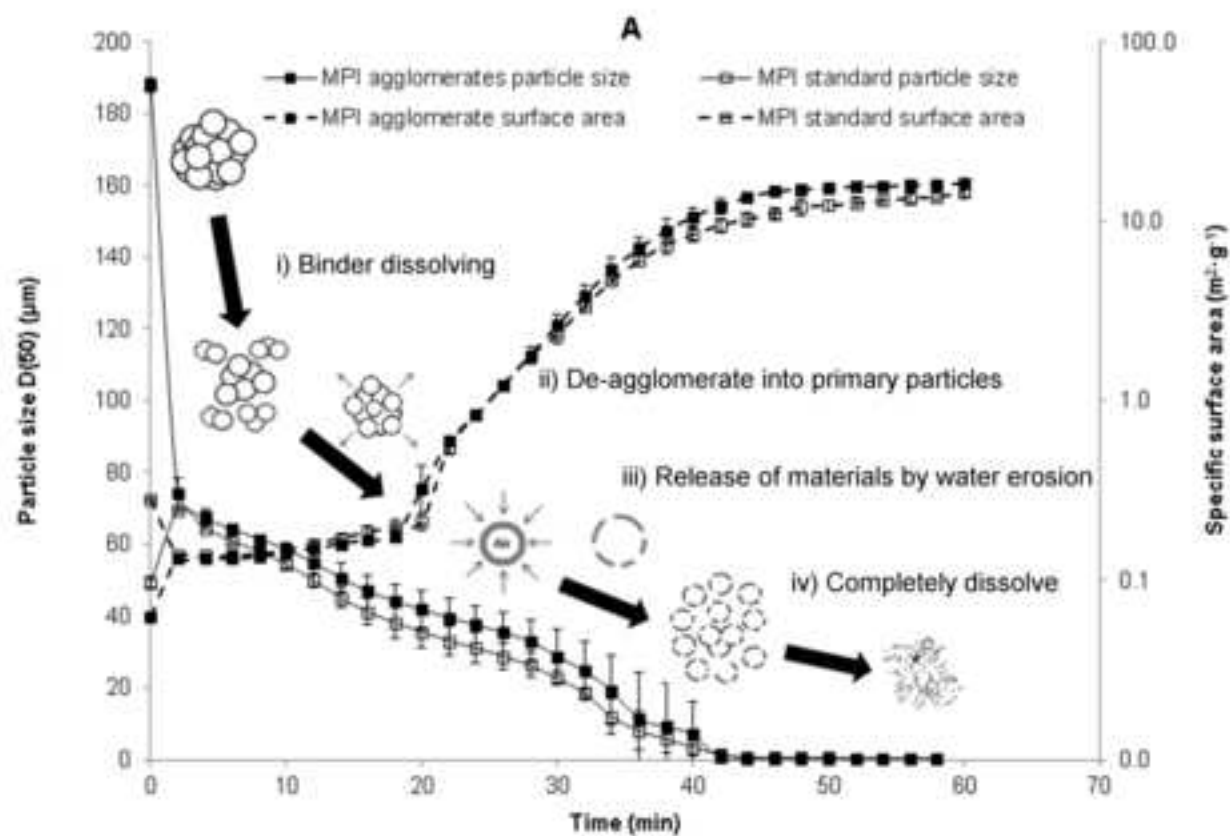 A
MPI agglomerates particle size
MPI standard particle size
MPI agglomerate surface area
MPI standard surface area
200
180
160
140
120
100
80
60
40
20
0
Particle size D(50) (µm)
100.0
10.0
1.0
0.1
0.0
Specific surface area (m²·g⁻¹)
i) Binder dissolving
ii) De-agglomerate into primary particles
iii) Release of materials by water erosion
Air
iv) Completely dissolve
0 10 20 30 40 50 60 70
Time (min)